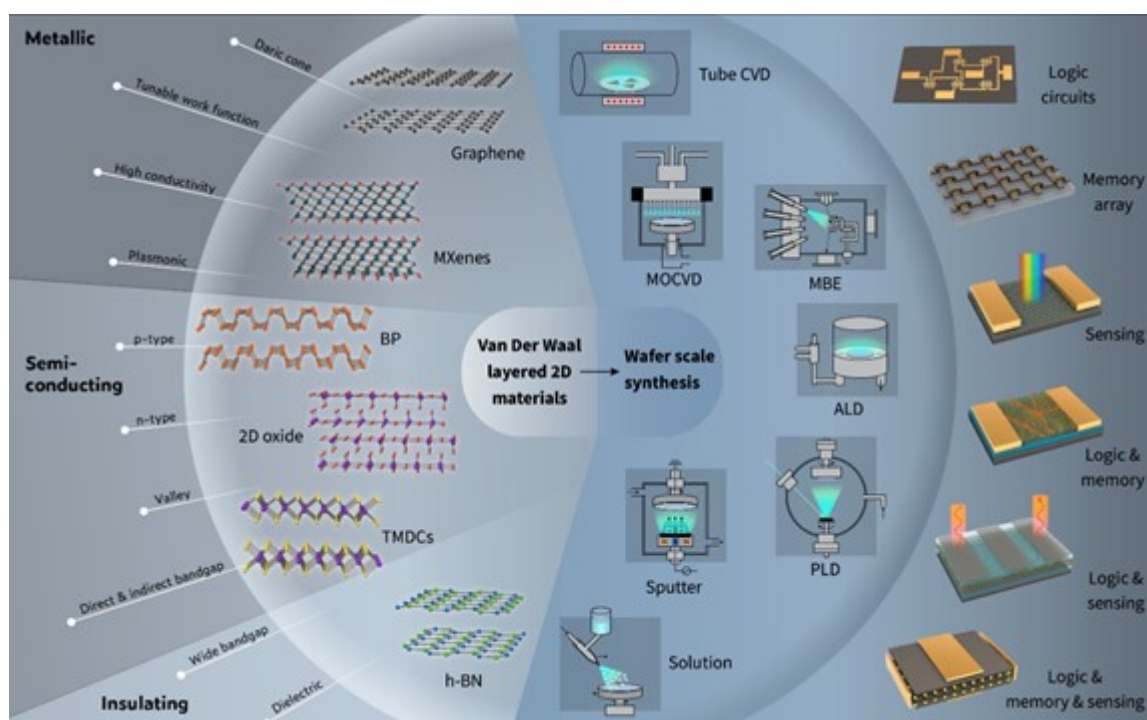 Metallic
Daric cone
Tunable work function
High conductivity
Plasmonic
Graphene
MXenes
Semi-
conducting
p-type
n-type
Valley
Direct & indirect bandgap
BP
2D oxide
TMDCs
Insulating
Wide bandgap
Dielectric
h-BN
Van Der Waal
layered 2D
materials
Wafer scale
synthesis
Tube CVD
MOCVD
MBE
ALD
Sputter
PLD
Solution
Logic
circuits
Memory
array
Sensing
Logic &
memory
Logic &
sensing
Logic &
memory & sensing